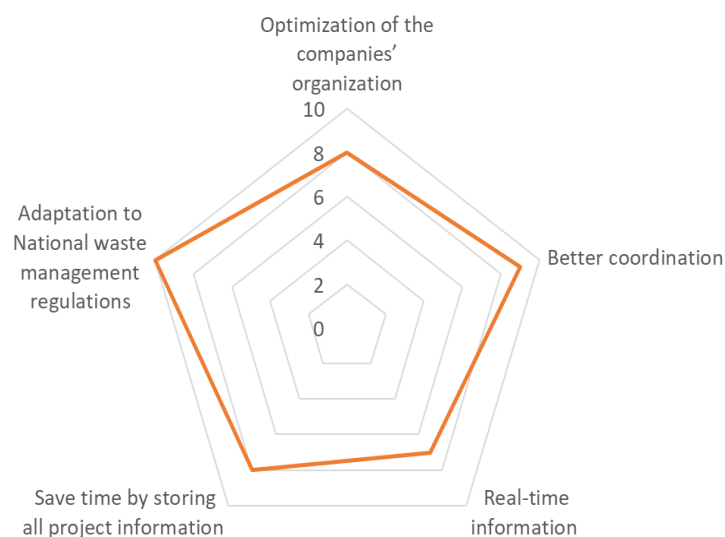 Optimization of the
companies’
organization
10
8
6
4
2
0
Better coordination
Real-time
information
Save time by storing
all project information
Adaptation to
National waste
management
regulations